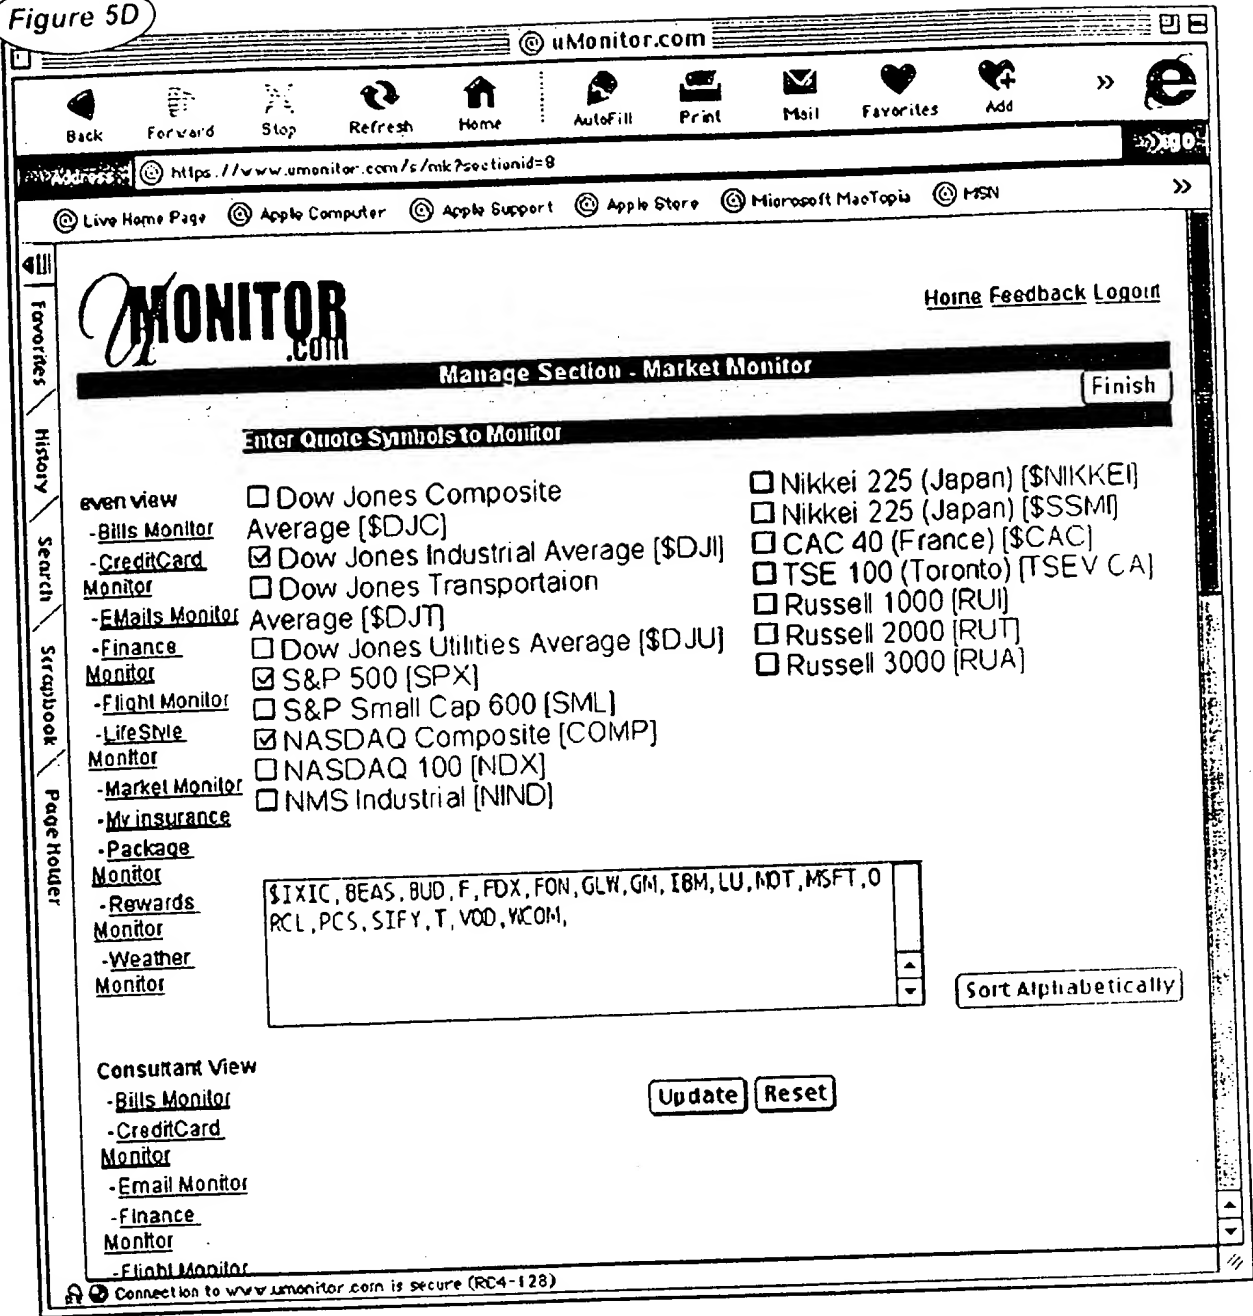 Figure 5D
@ uMonitor.com
Back Forward Stop Refresh Home AutoFill Print Mail Favorites Add »
Address @ https://www.umonitor.com/s/mk?sectionid=8 go
@ Live Home Page @ Apple Computer @ Apple Support @ Apple Store @ Microsoft MacTopia @ MSN »
Favorites
History
Search
Scrapbook
Page Holder
UMONITOR
.com
Home Feedback Logout
Manage Section - Market Monitor
Finish
Enter Quote Symbols to Monitor
even view
-Bills Monitor
-CreditCard
Monitor
-EMails Monitor
-Finance
Monitor
-Flight Monitor
-LifeStyle
Monitor
-Market Monitor
-My insurance
-Package
Monitor
-Rewards
Monitor
-Weather
Monitor
Dow Jones Composite
Average [$DJC]
Dow Jones Industrial Average [$DJI]
Dow Jones Transportaion
Average [$DJT]
Dow Jones Utilities Average [$DJU]
S&P 500 [SPX]
S&P Small Cap 600 [SML]
NASDAQ Composite [COMP]
NASDAQ 100 [NDX]
NMS Industrial [NIND]
Nikkei 225 (Japan) [$NIKKEI]
Nikkei 225 (Japan) [$SSMI]
CAC 40 (France) [$CAC]
TSE 100 (Toronto) [TSEV CA]
Russell 1000 [RUI]
Russell 2000 [RUT]
Russell 3000 [RUA]
$IXIC,BEAS,BUD,F,FDX,FON,GLW,GM,IBM,LU,MOT,MSFT,O
RCL,PCS,SIFY,T,VOD,WCOM,
Sort Alphabetically
Update Reset
Consultant View
-Bills Monitor
-CreditCard
Monitor
-Email Monitor
-Finance
Monitor
-Flight Monitor
Connection to www.umonitor.com is secure (RC4-128)